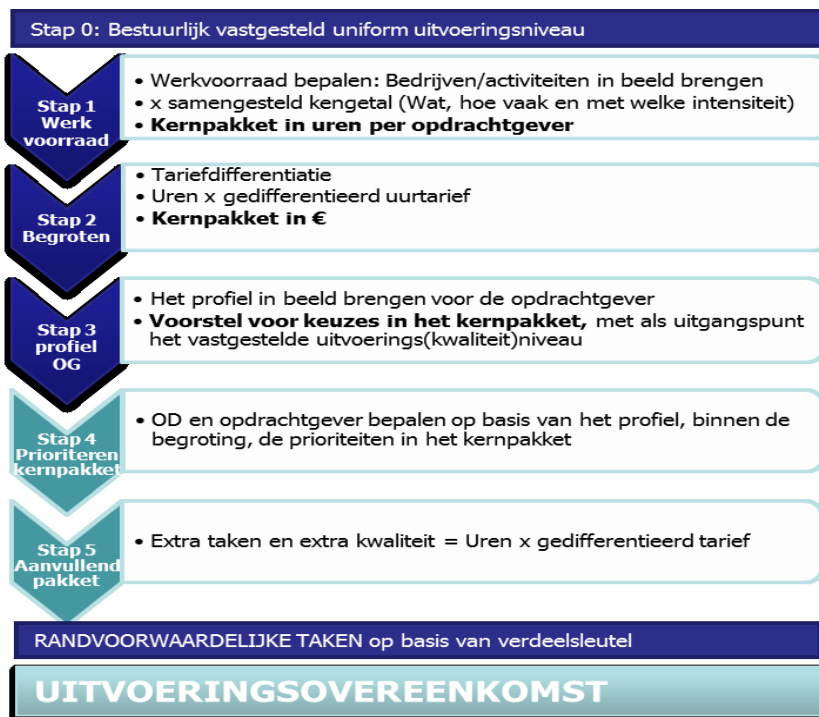 Stap 0: Bestuurlijk vastgesteld uniform uitvoeringsniveau
Stap 1
Werk
voorraad
• Werkvoorraad bepalen: Bedrijven/activiteiten in beeld brengen
• x samengesteld kengetal (Wat, hoe vaak en met welke intensiteit)
• Kernpakket in uren per opdrachtgever
Stap 2
Begroten
• Tariefdifferentiatie
• Uren x gedifferentieerd uurtarief
• Kernpakket in €
Stap 3
profiel
OG
• Het profiel in beeld brengen voor de opdrachtgever
• Voorstel voor keuzes in het kernpakket, met als uitgangspunt
het vastgestelde uitvoerings(kwaliteit)niveau
Stap 4
Prioriteren
kernpakket
• OD en opdrachtgever bepalen op basis van het profiel, binnen de
begroting, de prioriteiten in het kernpakket
Stap 5
Aanvullend
pakket
• Extra taken en extra kwaliteit = Uren x gedifferentieerd tarief
RANDVOORWAARDELIJKE TAKEN op basis van verdeelsleutel
UITVOERINGSOVEREENKOMST